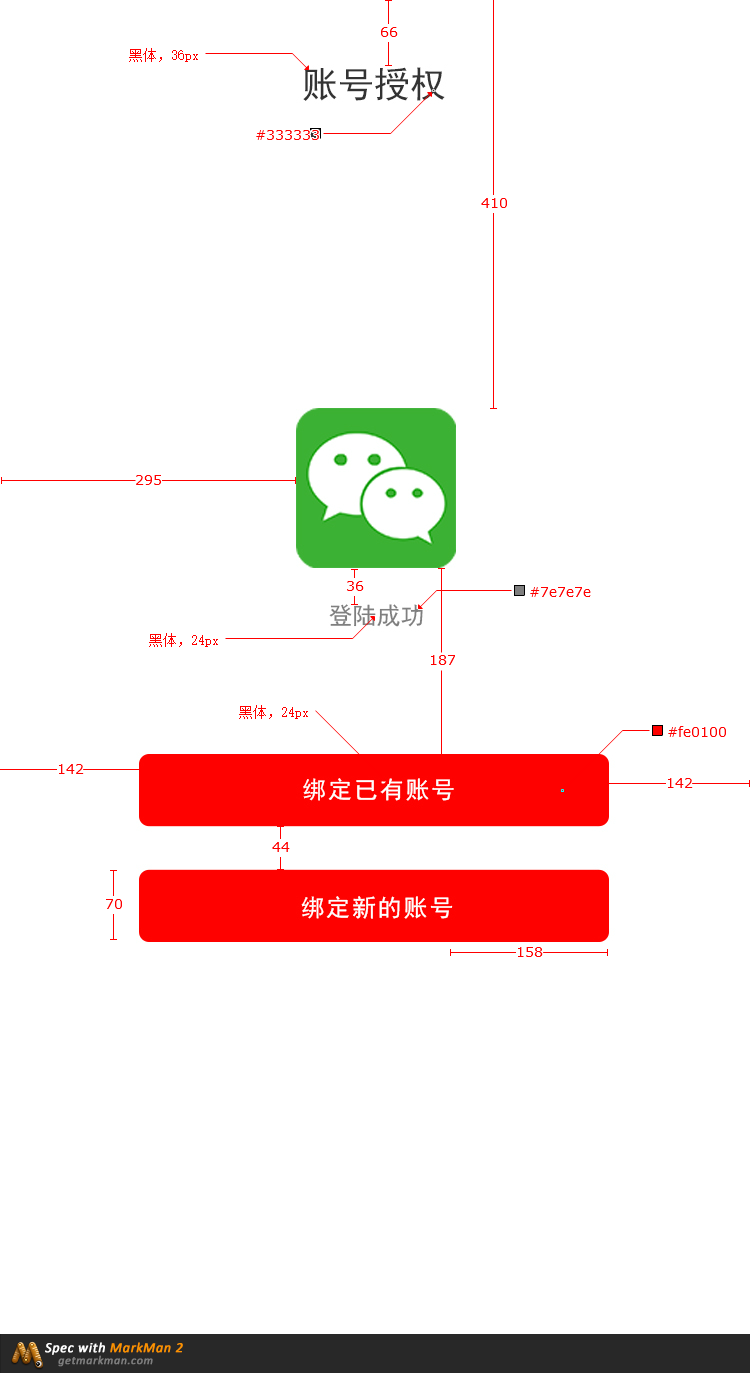 66
黑体，36px
账号授权
#333333
410
295
36
#7e7e7e
登陆成功
黑体，24px
187
黑体，24px
#fe0100
142
绑定已有账号
142
44
70
绑定新的账号
158
Spec with MarkMan 2
getmarkman.com